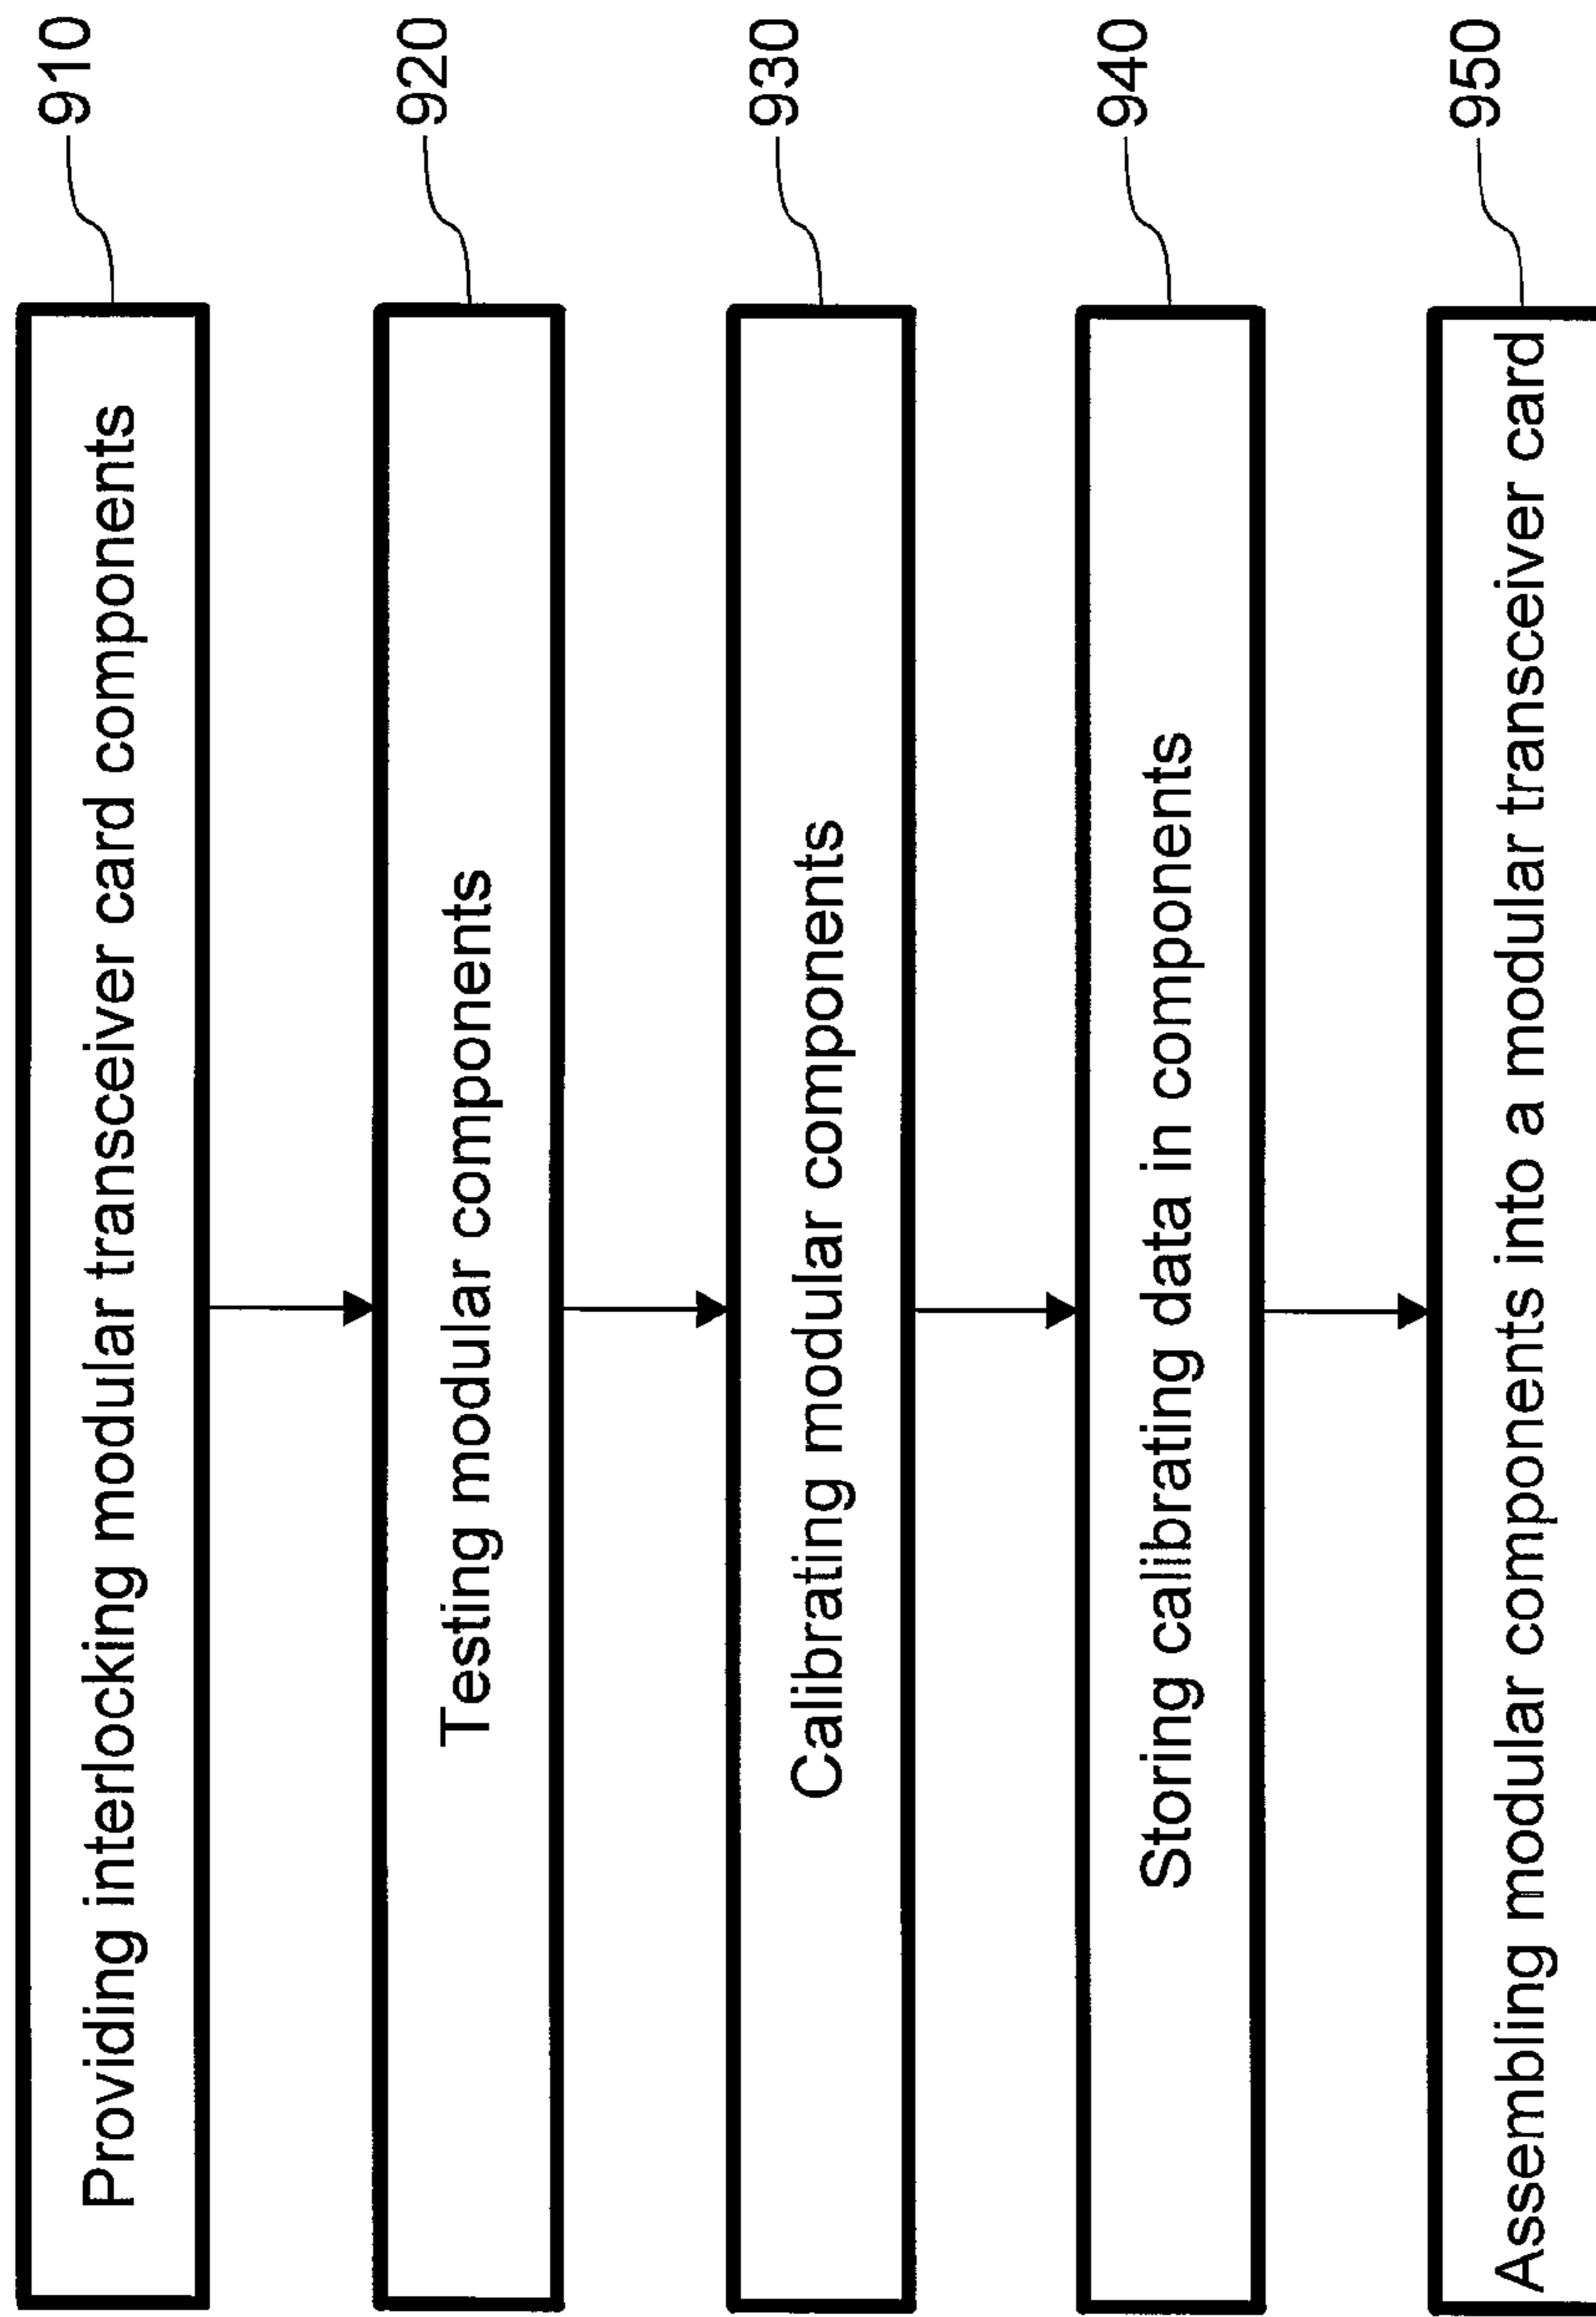 Providing interlocking modular transceiver card components
910
Testing modular components
920
Calibrating modular components
930
Storing calibrating data in components
940
Assembling modular components into a modular transceiver card
950